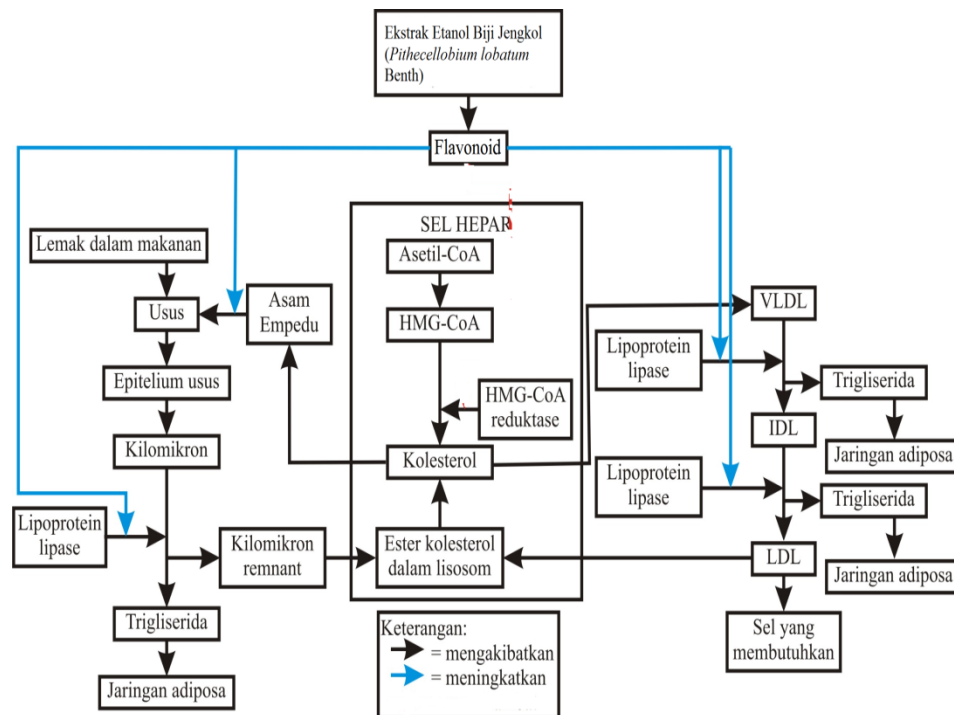 Ekstrak Etanol Biji Jengkol
(Pithecellobium lobatum
Benth)
Flavonoid
SEL HEPAR
Lemak dalam makanan
Usus
Asam
Empedu
Epitelium usus
Kilomikron
Lipoprotein
lipase
Kilomikron
remnant
Trigliserida
Jaringan adiposa
Asetil-CoA
HMG-CoA
HMG-CoA
reduktase
Kolesterol
Ester kolesterol
dalam lisosom
VLDL
Lipoprotein
lipase
Trigliserida
IDL
Jaringan adiposa
Lipoprotein
lipase
Trigliserida
LDL
Jaringan adiposa
Sel yang
membutuhkan
Keterangan:
= mengakibatkan
= meningkatkan